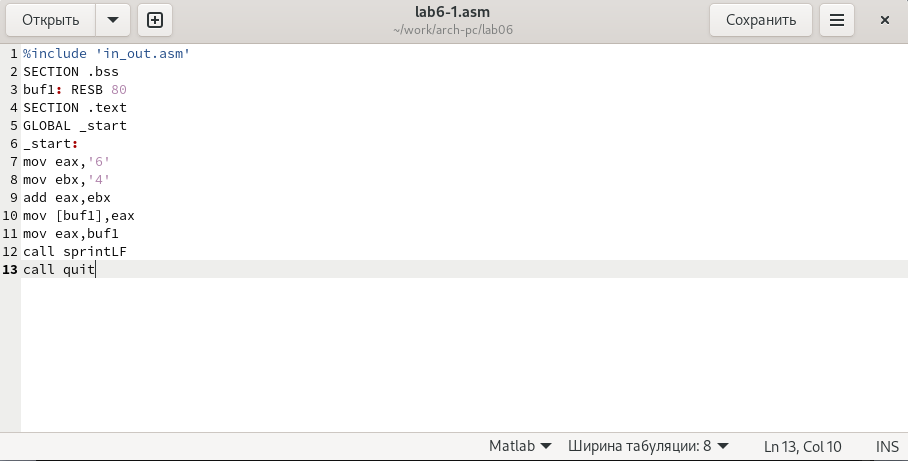 Открыть
lab6-1.asm
~/work/arch-pc/lab06
Сохранить
1 %include 'in_out.asm'
2 SECTION .bss
3 buf1: RESB 80
4 SECTION .text
5 GLOBAL _start
6 _start:
7 mov eax,'6'
8 mov ebx,'4'
9 add eax,ebx
10 mov [buf1],eax
11 mov eax,buf1
12 call sprintLF
13 call quit
Matlab Ширина табуляции: 8 Ln 13, Col 10 INS